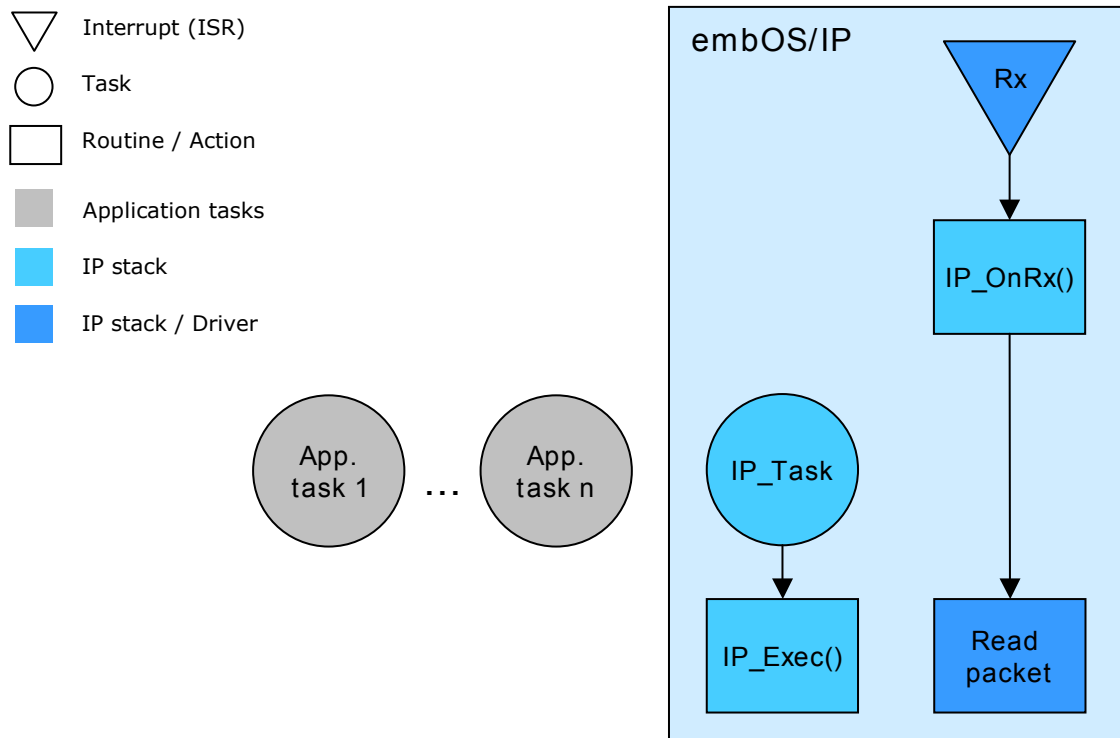 Interrupt (ISR)
Task
Routine / Action
Application tasks
IP stack
IP stack / Driver
embOS/IP
Rx
IP_OnRx()
App.
task 1
...
App.
task n
IP_Task
IP_Exec()
Read
packet